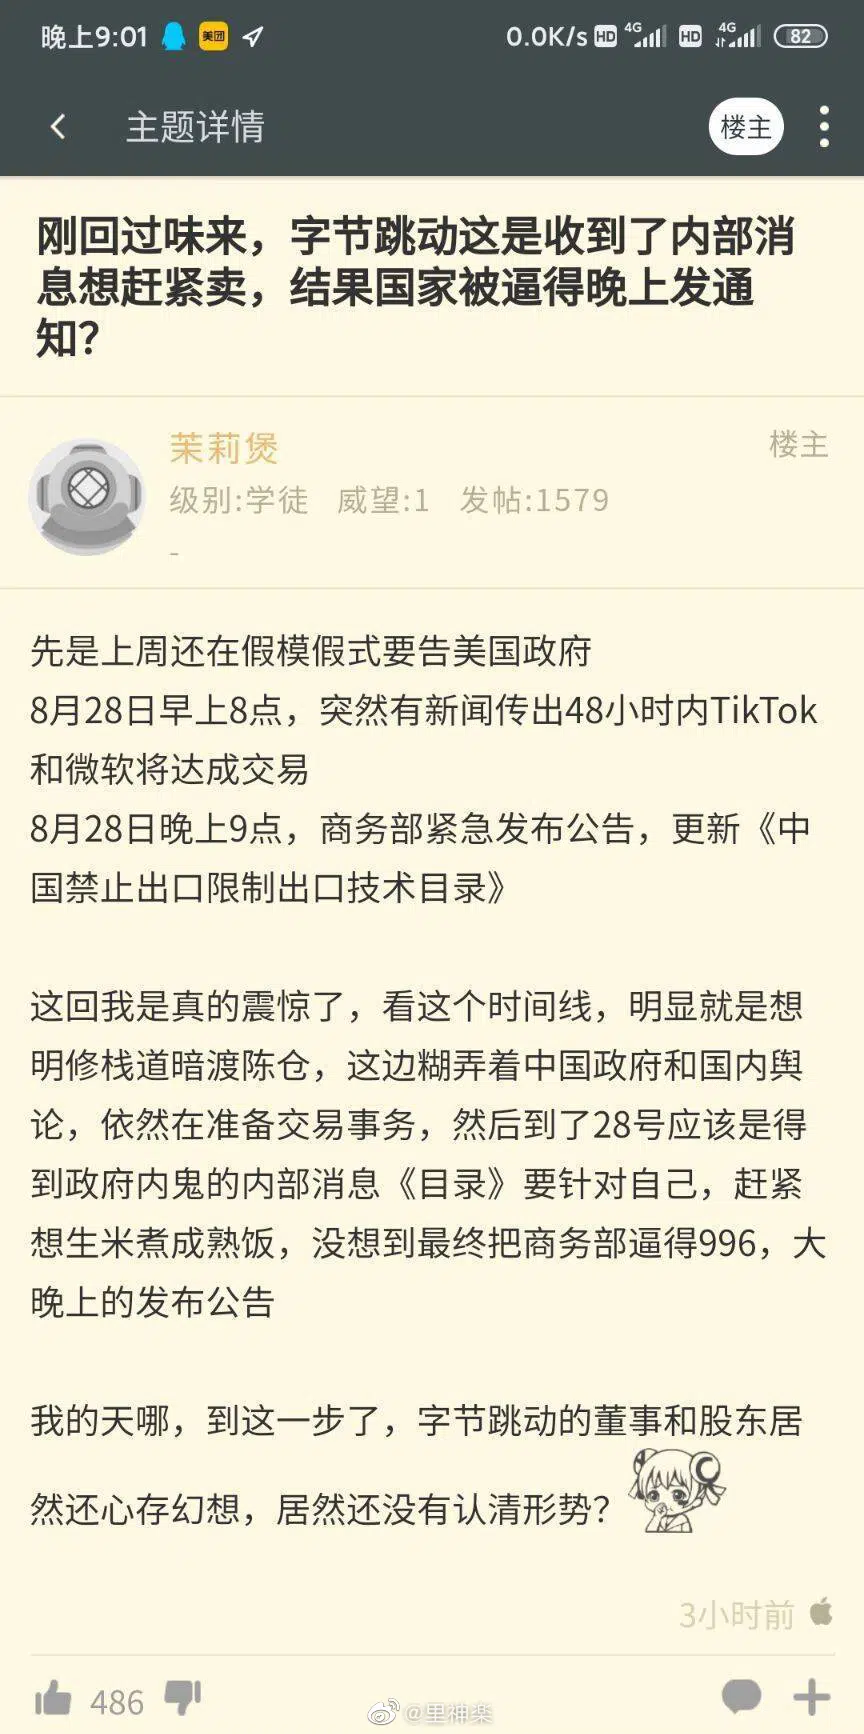 晚上9:01 美团 0.0K/s HD 4G HD 4G 82
主题详情 楼主
刚回过味来，字节跳动这是收到了内部消
息想赶紧卖，结果国家被逼得晚上发通
知？
茉莉煲 楼主
级别:学徒 威望:1 发帖:1579
-
先是上周还在假模假式要告美国政府
8月28日早上8点，突然有新闻传出48小时内TikTok
和微软将达成交易
8月28日晚上9点，商务部紧急发布公告，更新《中
国禁止出口限制出口技术目录》
这回我是真的震惊了，看这个时间线，明显就是想
明修栈道暗渡陈仓，这边糊弄着中国政府和国内舆
论，依然在准备交易事务，然后到了28号应该是得
到政府内鬼的内部消息《目录》要针对自己，赶紧
想生米煮成熟饭，没想到最终把商务部逼得996，大
晚上的发布公告
我的天哪，到这一步了，字节跳动的董事和股东居
然还心存幻想，居然还没有认清形势？
3小时前
486
@里神楽